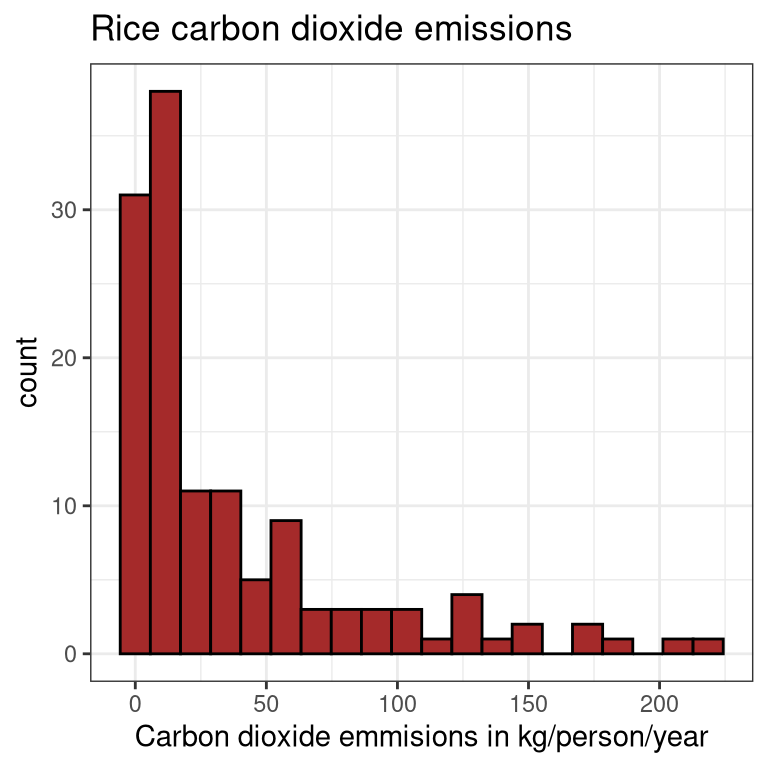 Rice carbon dioxide emissions
count
30
20
10
0
0 50 100 150 200
Carbon dioxide emmisions in kg/person/year